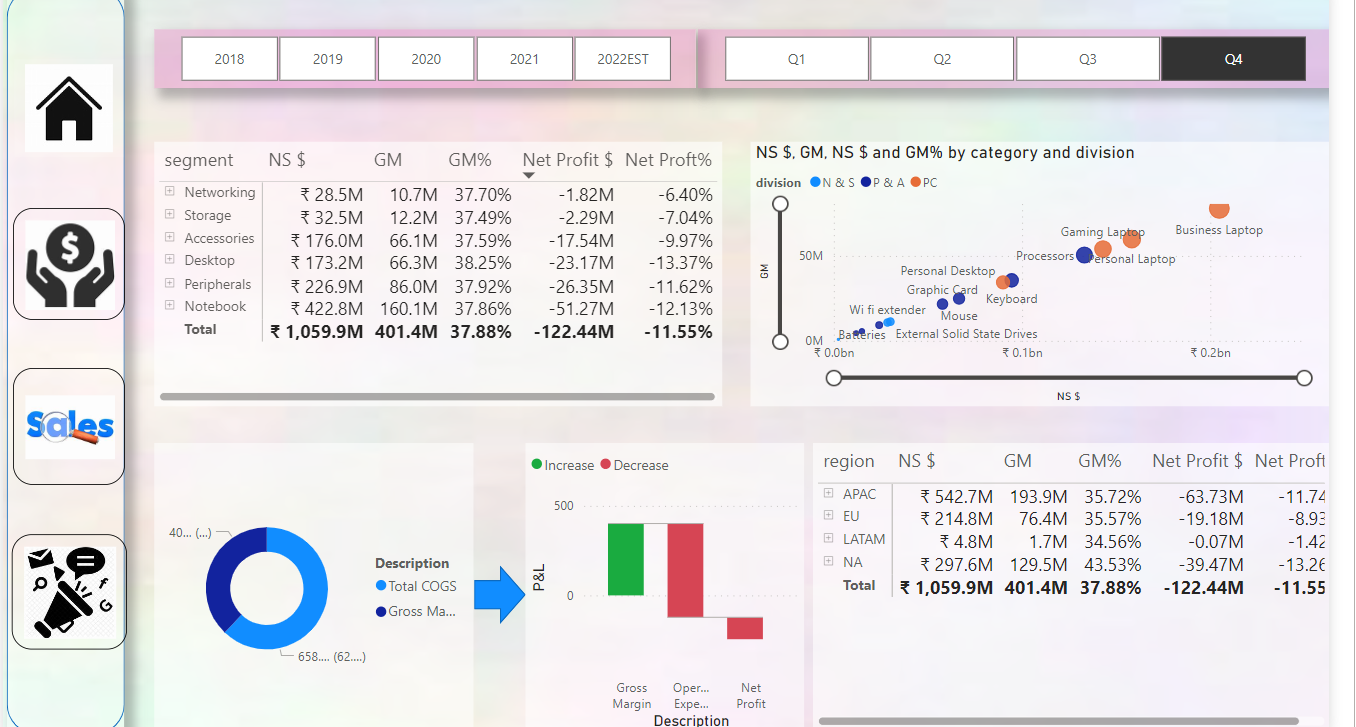 2018 2019 2020 2021 2022EST Q1 Q2 Q3 Q4
segment NS $ GM GM% Net Profit $ Net Proft%
Networking ₹ 28.5M 10.7M 37.70% -1.82M -6.40%
Storage ₹ 32.5M 12.2M 37.49% -2.29M -7.04%
Accessories ₹ 176.0M 66.1M 37.59% -17.54M -9.97%
Desktop ₹ 173.2M 66.3M 38.25% -23.17M -13.37%
Peripherals ₹ 226.9M 86.0M 37.92% -26.35M -11.62%
Notebook ₹ 422.8M 160.1M 37.86% -51.27M -12.13%
Total ₹ 1,059.9M 401.4M 37.88% -122.44M -11.55%
NS $, GM, NS $ and GM% by category and division
division N & S P & A PC
GM
50M
0M
Gaming Laptop
Business Laptop
Processors
Personal Laptop
Personal Desktop
Graphic Card
Keyboard
Wi fi extender
Mouse
Batteries
External Solid State Drives
₹ 0.0bn ₹ 0.1bn ₹ 0.2bn
NS $
Sales
40... (...)
658.... (62....)
Description
Total COGS
Gross Ma...
Increase Decrease
P&L
500
0
Gross Margin
Oper... Expe...
Net Profit
Description
region NS $ GM GM% Net Profit $ Net Proft
APAC ₹ 542.7M 193.9M 35.72% -63.73M -11.74
EU ₹ 214.8M 76.4M 35.57% -19.18M -8.93
LATAM ₹ 4.8M 1.7M 34.56% -0.07M -1.42
NA ₹ 297.6M 129.5M 43.53% -39.47M -13.26
Total ₹ 1,059.9M 401.4M 37.88% -122.44M -11.55